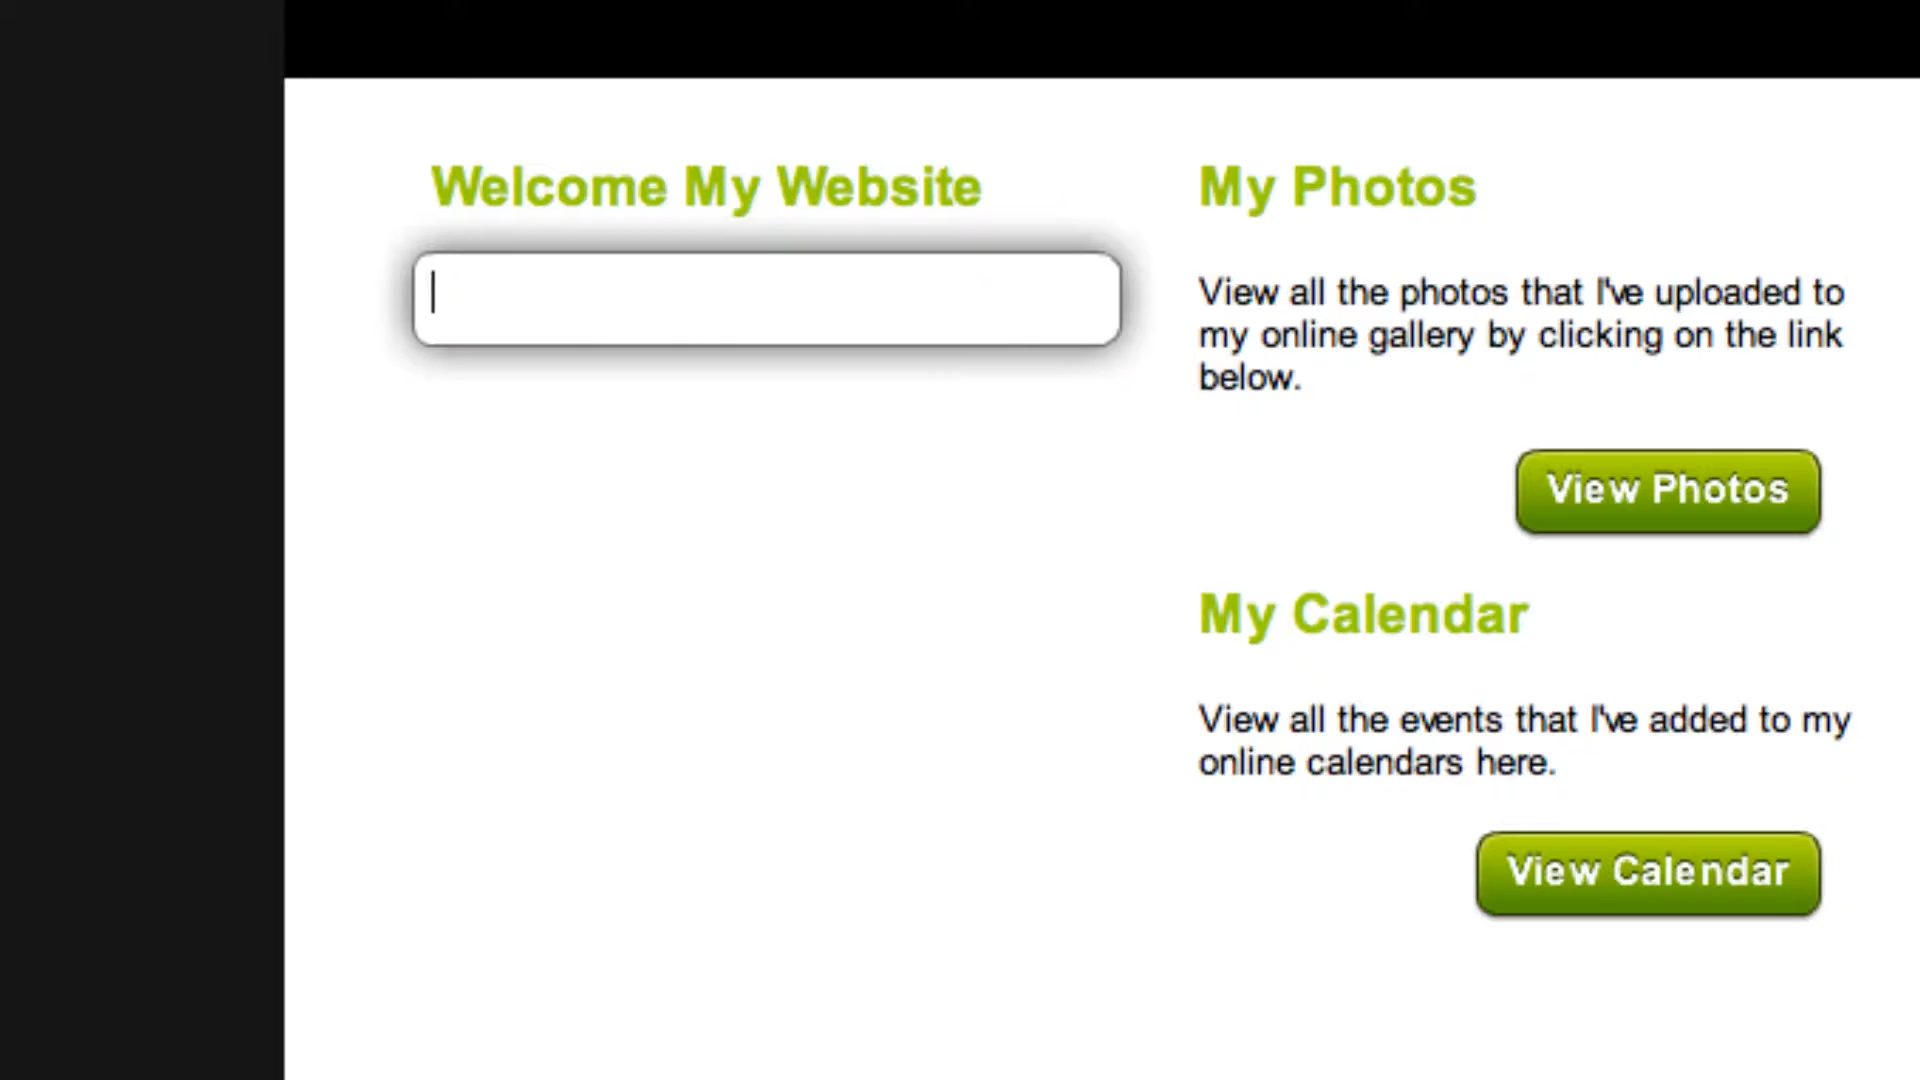 Welcome My Website
My Photos
View all the photos that I've uploaded to
my online gallery by clicking on the link
below.
View Photos
My Calendar
View all the events that I've added to my
online calendars here.
View Calendar